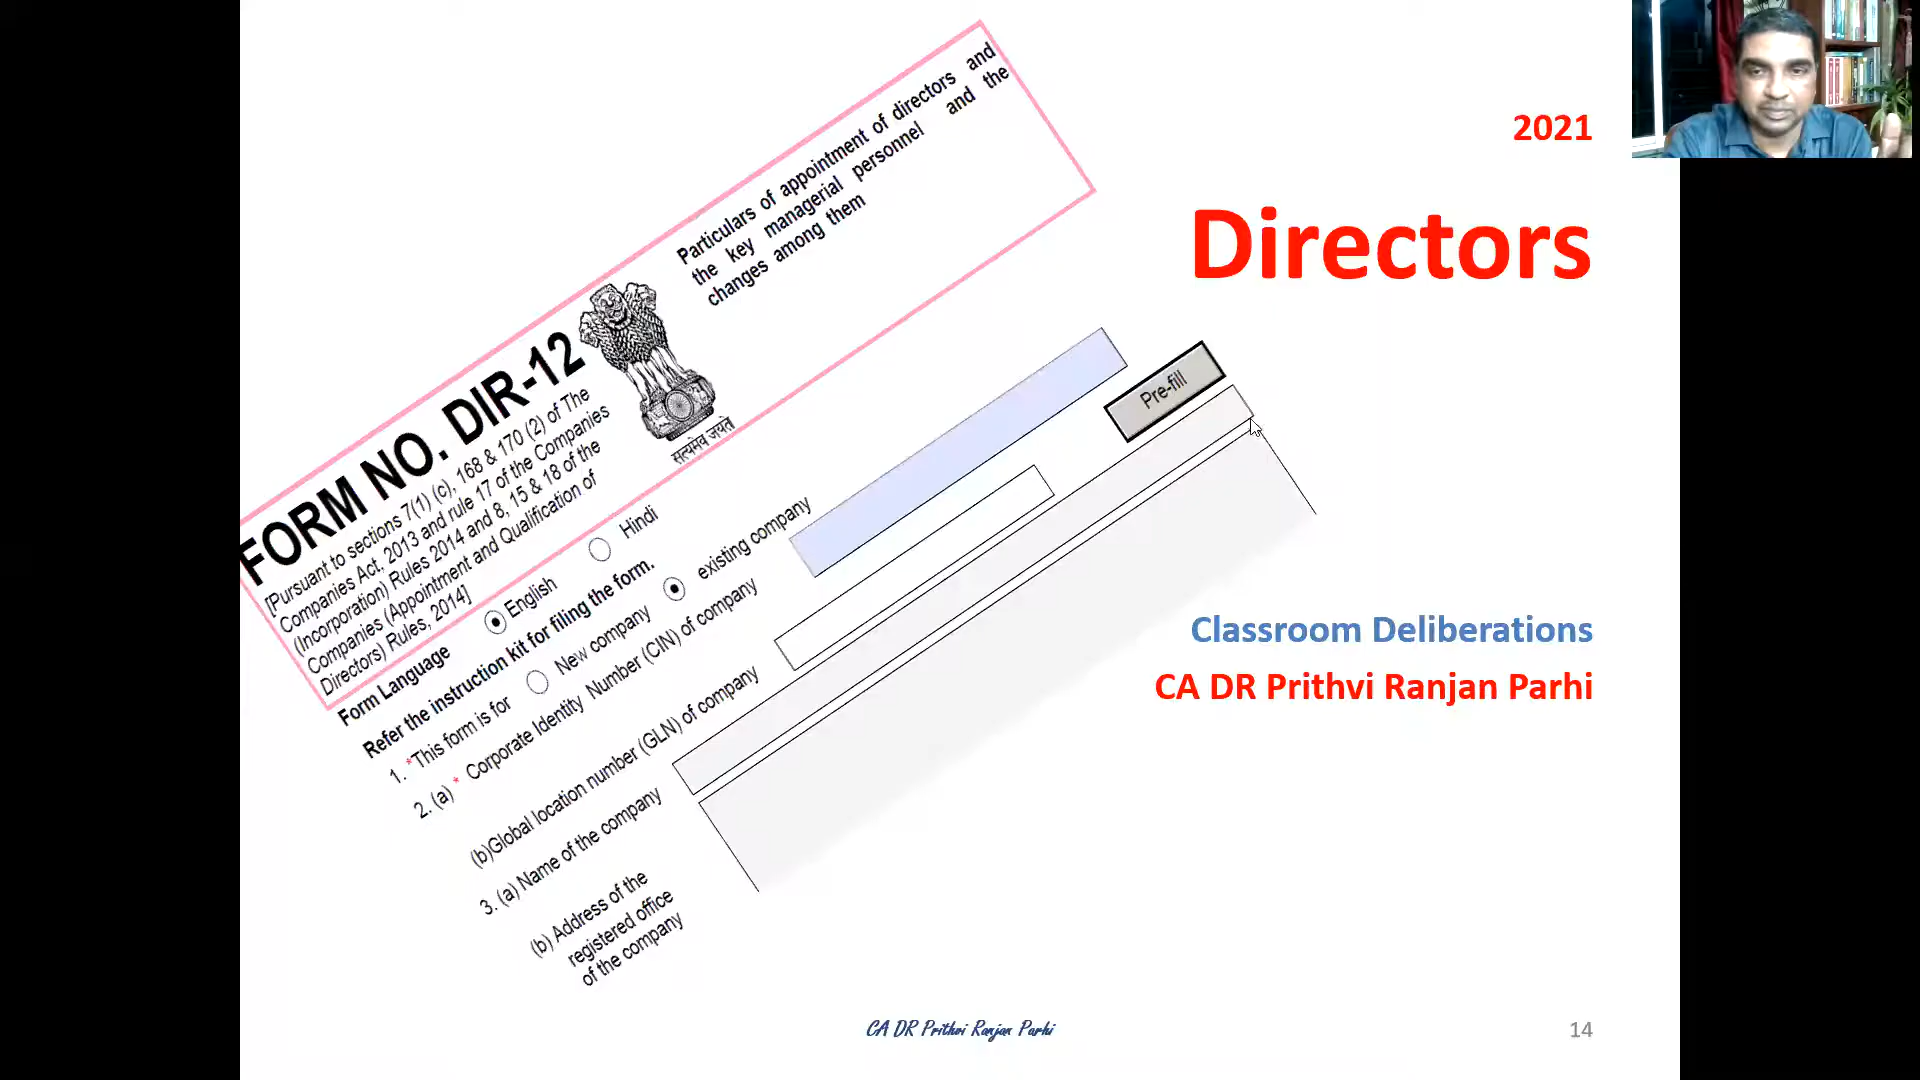 2021
Directors
FORM NO. DIR-12
[Pursuant to sections 7(1) (c), 168 & 170 (2) of The
Companies Act, 2013 and rule 17 of the Companies
(Incorporation) Rules 2014 and 8, 15 & 18 of the
Companies (Appointment and Qualification of
Directors) Rules, 2014]
सत्यमेव जयते
Particulars of appointment of directors and
the key managerial personnel and the
changes among them
Form Language
English
Hindi
Refer the instruction kit for filing the form.
1. *This form is for
New company
existing company
2. (a) * Corporate Identity Number (CIN) of company
Pre-fill
(b)Global location number (GLN) of company
3. (a) Name of the company
(b) Address of the
registered office
of the company
Classroom Deliberations
CA DR Prithvi Ranjan Parhi
CA DR Prithvi Ranjan Parhi
14